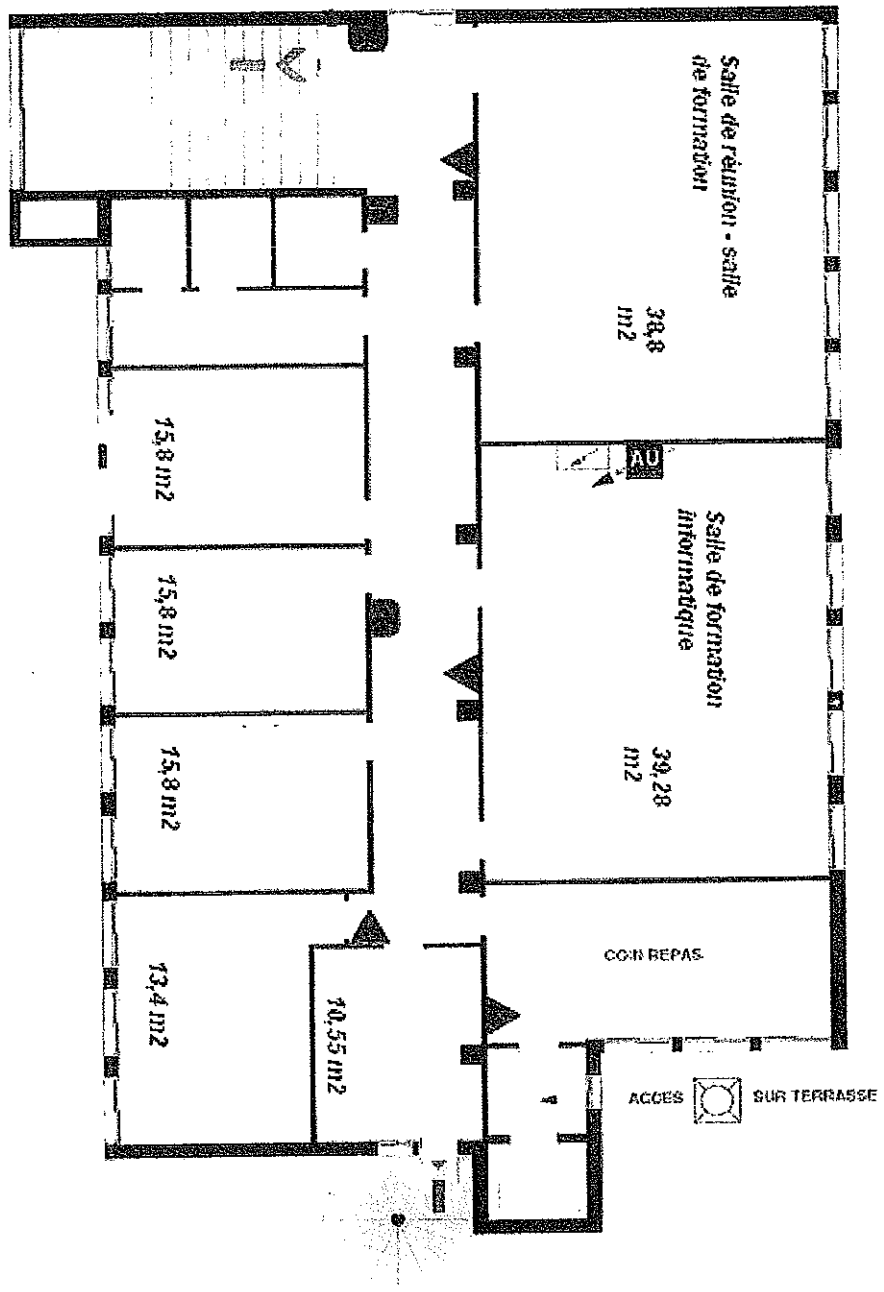 Salle de réunion - salle
de formation
38,8
m2
AU
Salle de formation
informatique
39,28
m2
15,8 m2
15,8 m2
15,8 m2
13,4 m2
10,55 m2
COIN REPAS
ACCES
SUR TERRASSE